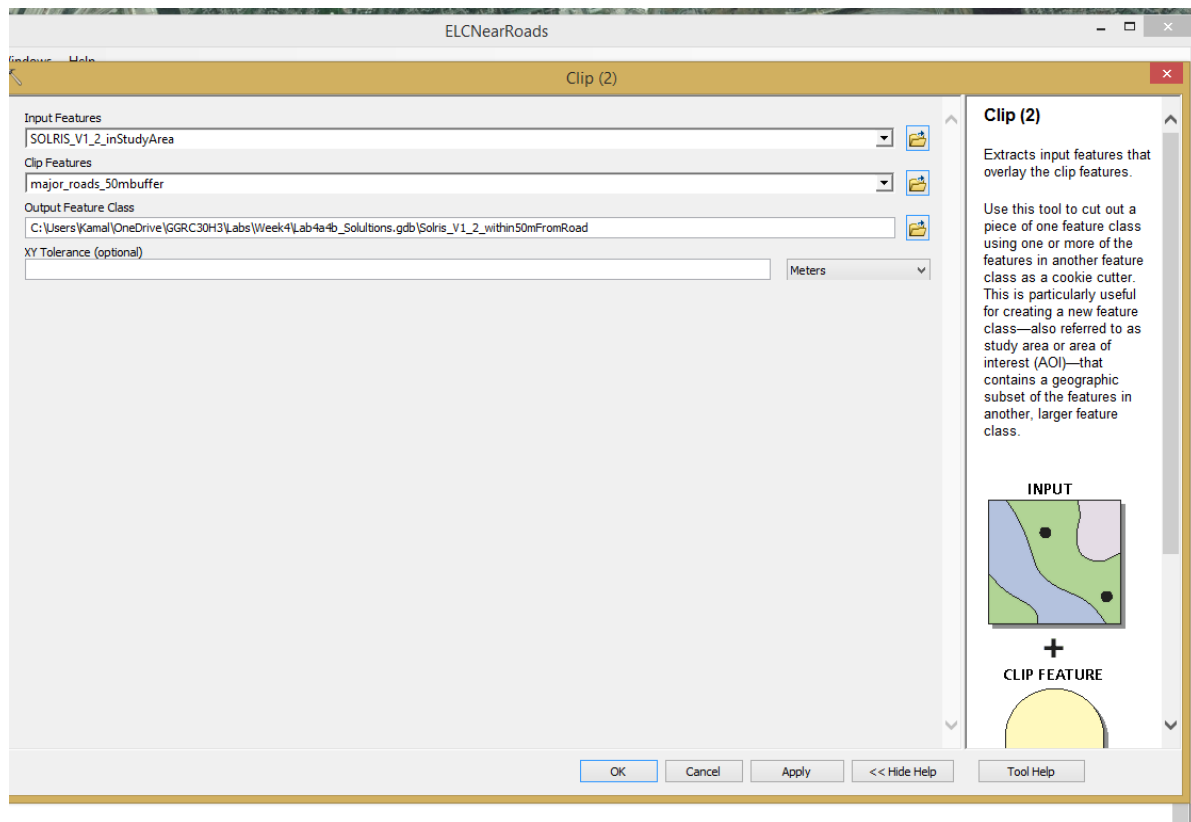 ELCNearRoads
Windows Help
Clip (2)
Input Features
SOLRIS_V1_2_inStudyArea
Clip Features
major_roads_50mbuffer
Output Feature Class
C:\Users\Kamal\OneDrive\GGRC30H3\Labs\Week4\Lab4a4b_Solultions.gdb\Solris_V1_2_within50mFromRoad
XY Tolerance (optional)
Meters
OK
Cancel
Apply
<< Hide Help
Tool Help
Clip (2)
Extracts input features that
overlay the clip features.
Use this tool to cut out a
piece of one feature class
using one or more of the
features in another feature
class as a cookie cutter.
This is particularly useful
for creating a new feature
class—also referred to as
study area or area of
interest (AOI)—that
contains a geographic
subset of the features in
another, larger feature
class.
INPUT
+
CLIP FEATURE